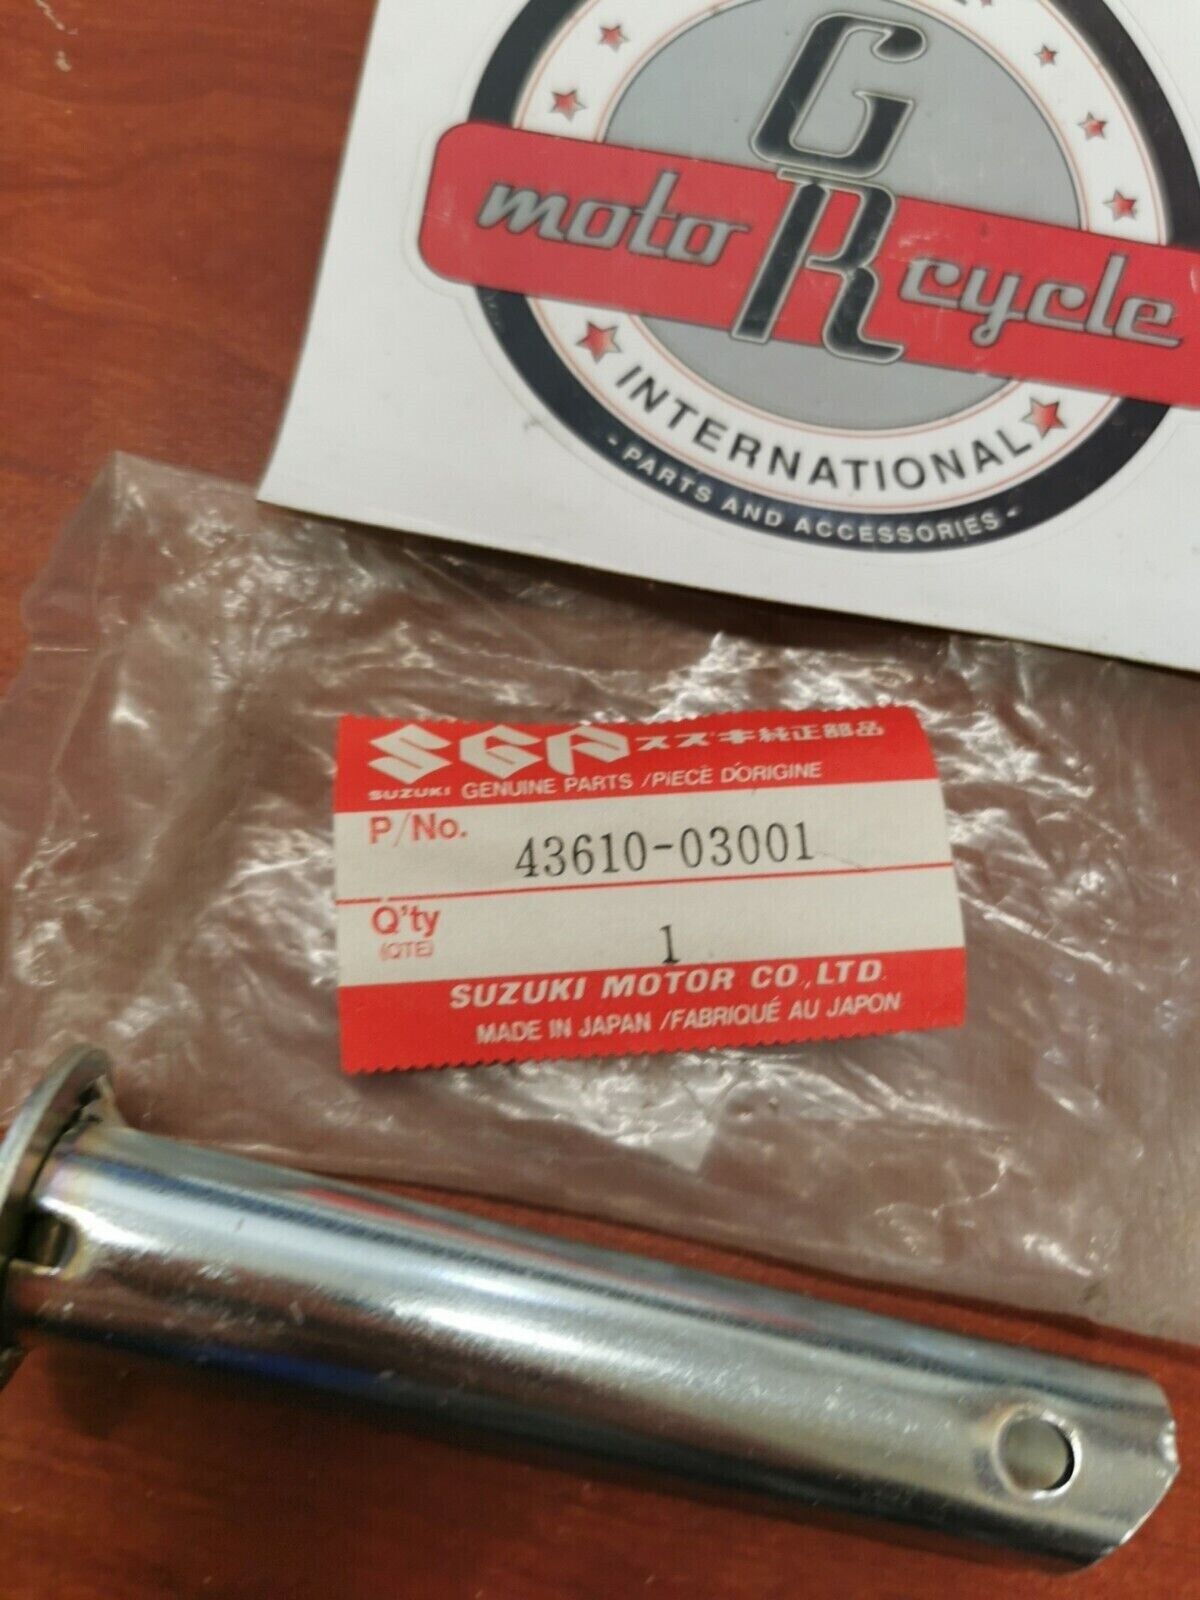 GR
moto cycle
INTERNATIONAL
- PARTS AND ACCESSORIES -
SGP スズキ純正部品
SUZUKI GENUINE PARTS /PIECE D'ORIGINE
P/No. 43610-03001
Q'ty 1
(QTE)
SUZUKI MOTOR CO.,LTD.
MADE IN JAPAN /FABRIQUÉ AU JAPON